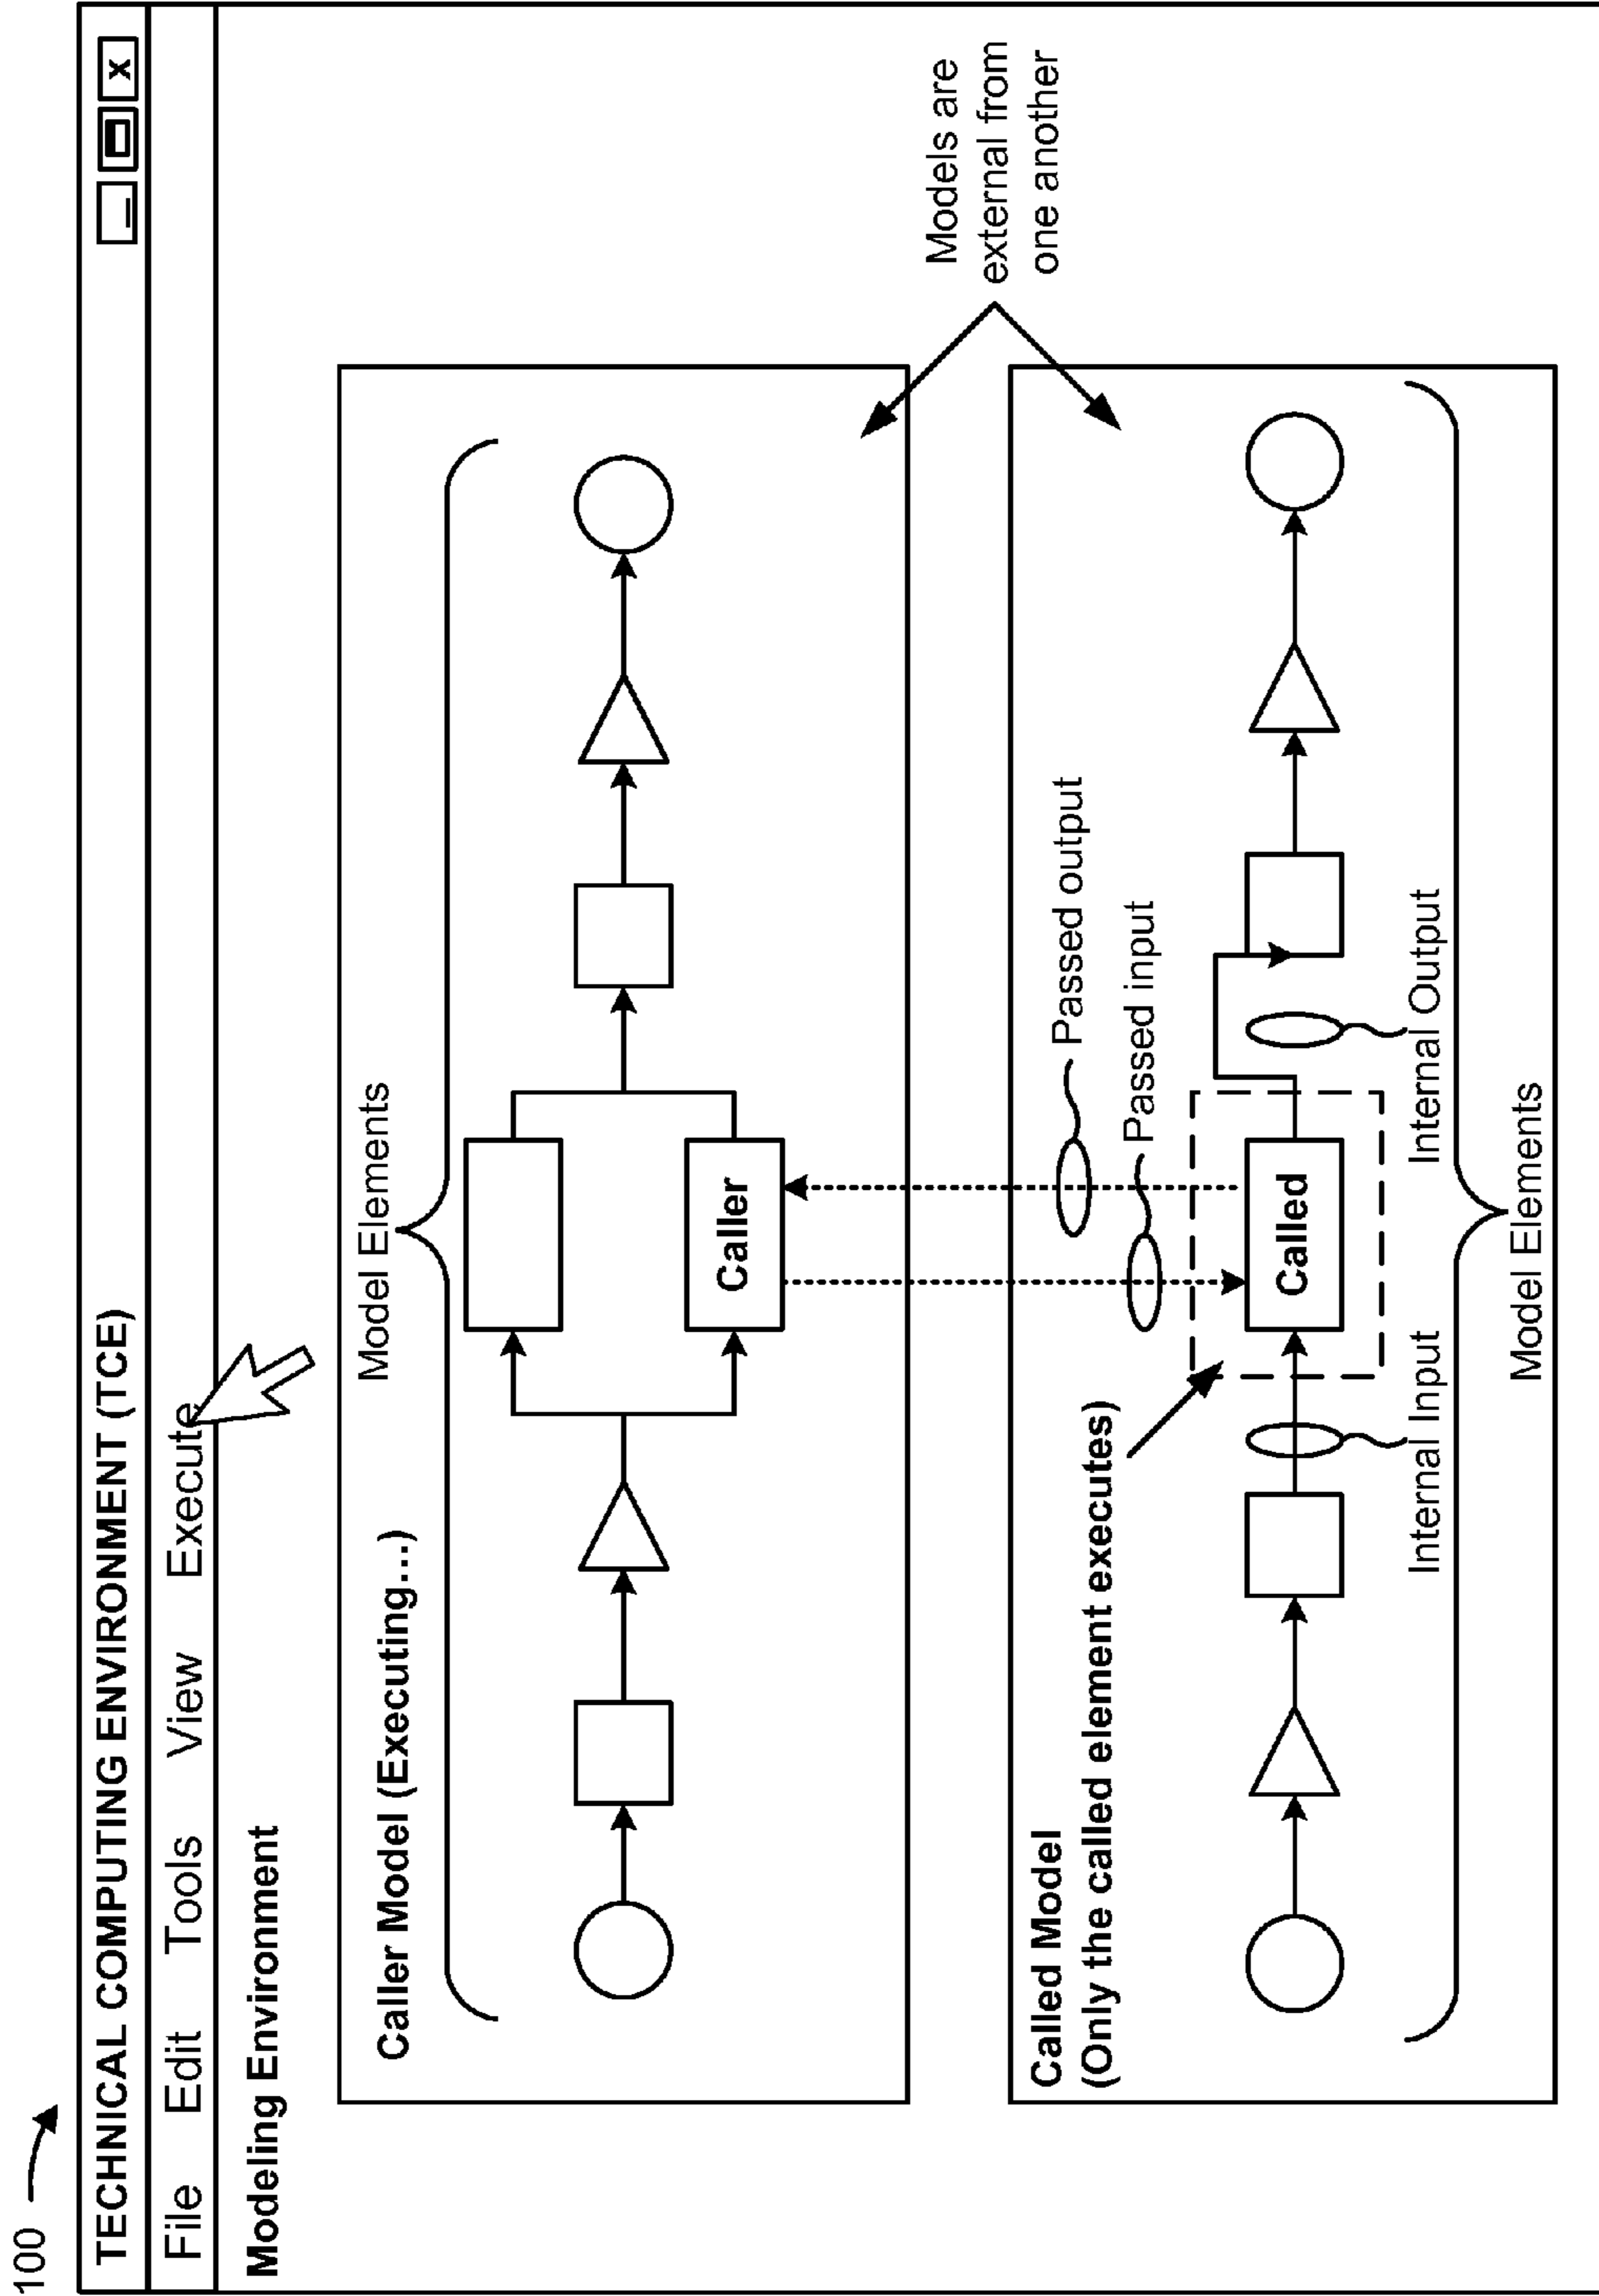 100
TECHNICAL COMPUTING ENVIRONMENT (TCE)
X
File Edit Tools View Execute
Modeling Environment
Model Elements
Caller Model (Executing...)
Caller
Models are
external from
one another
Passed output
Passed input
Called Model
(Only the called element executes)
Called
Internal Input
Internal Output
Model Elements